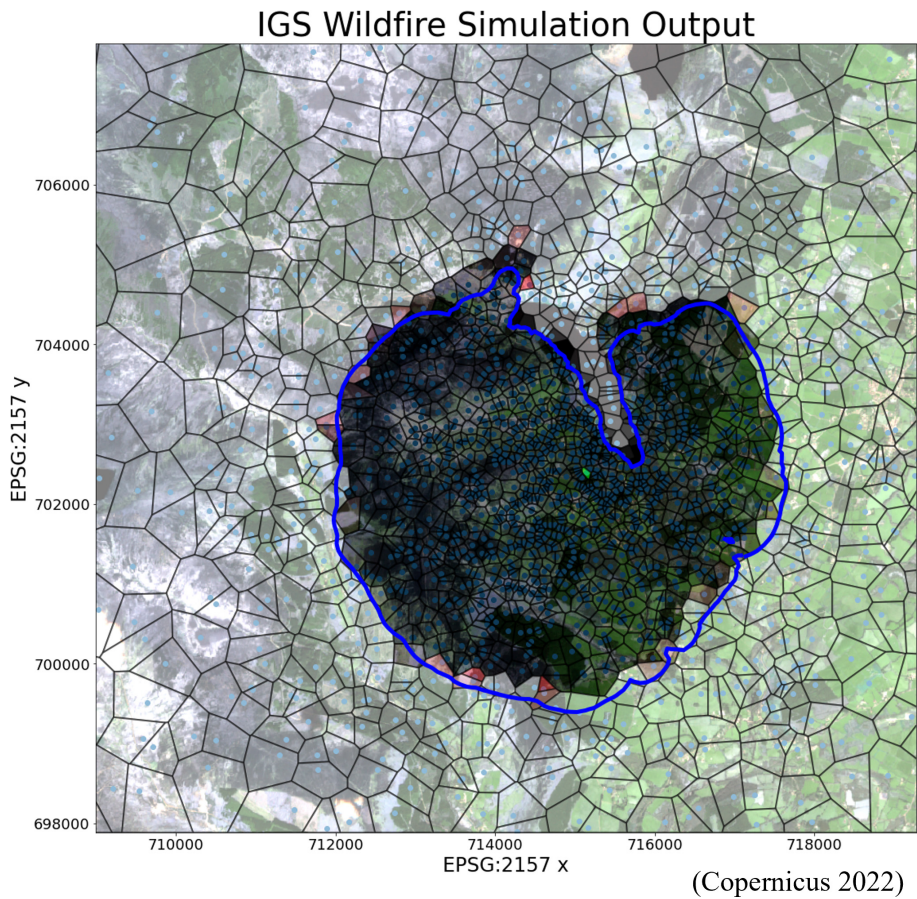 IGS Wildfire Simulation Output
706000
704000
702000
700000
698000
EPSG:2157 y
710000 712000 714000 716000 718000
EPSG:2157 x
(Copernicus 2022)